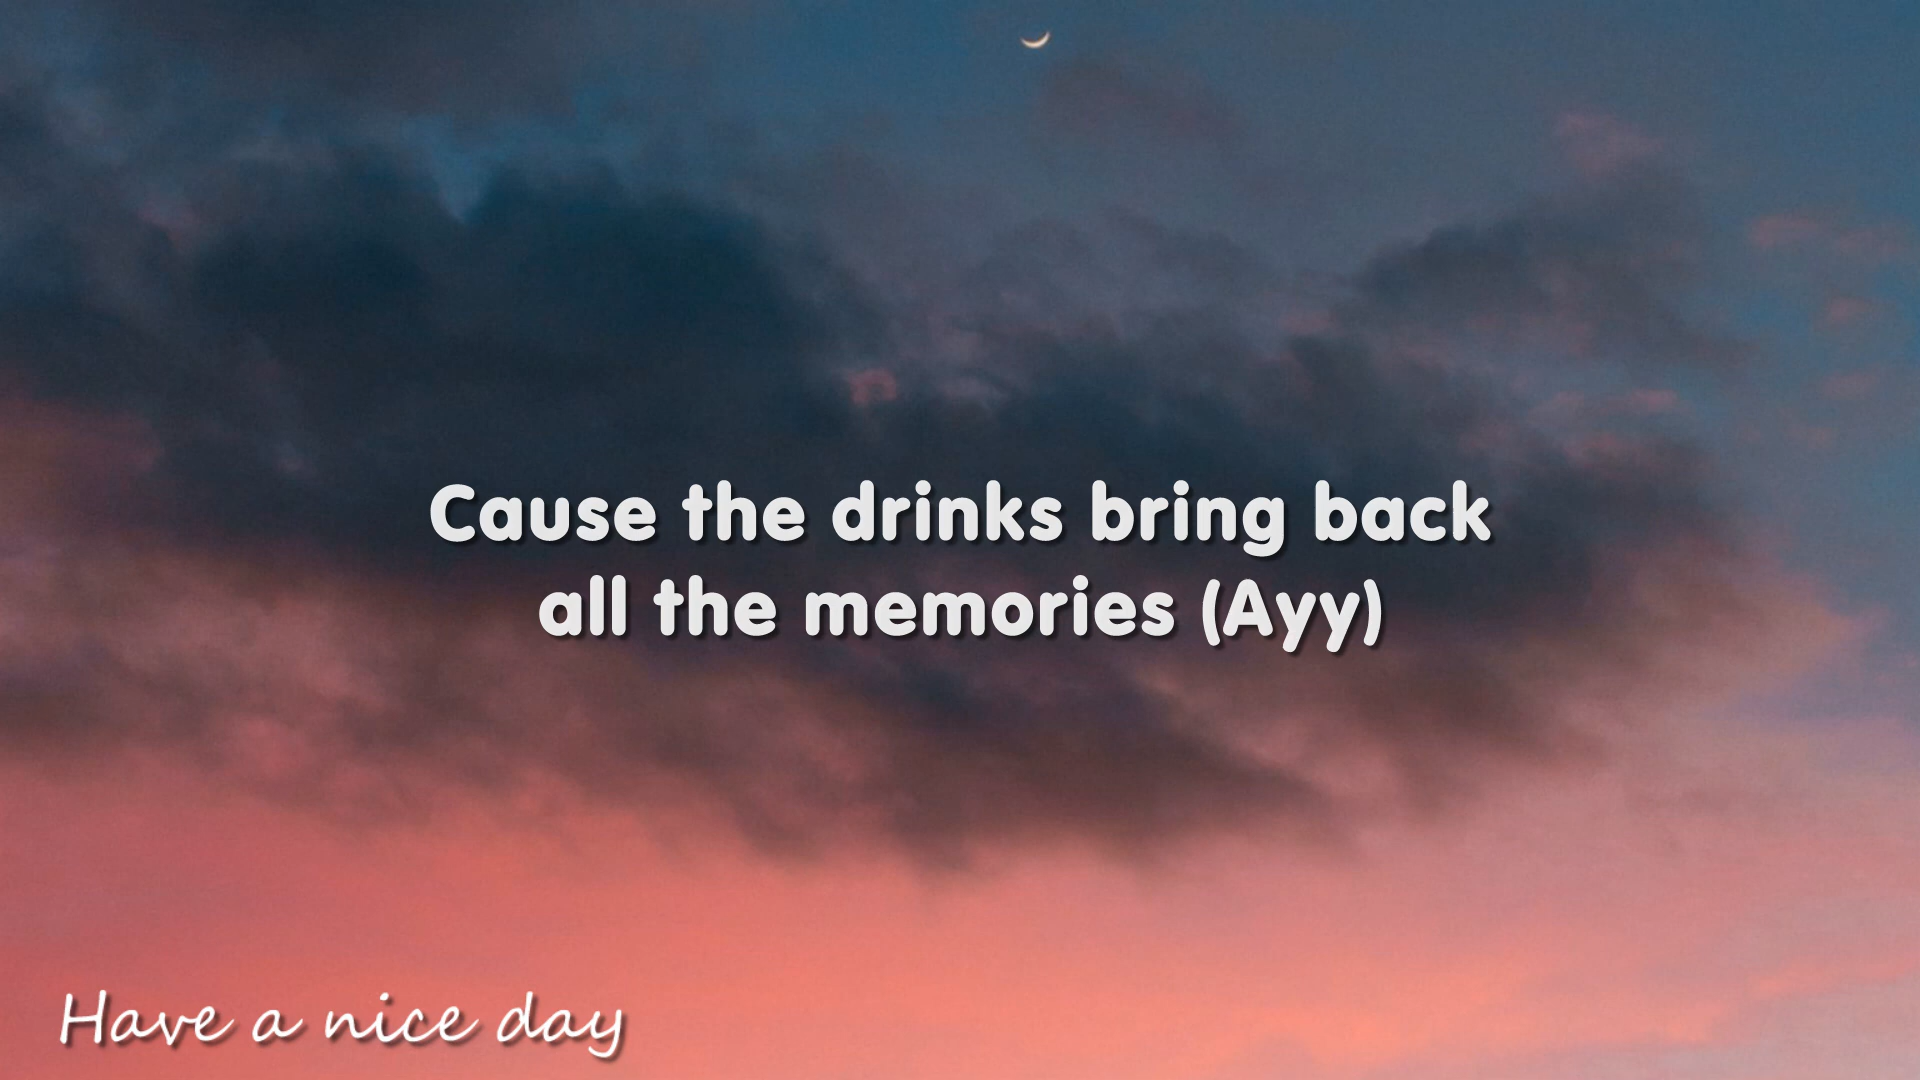 Cause the drinks bring back
all the memories (Ayy)
Have a nice day